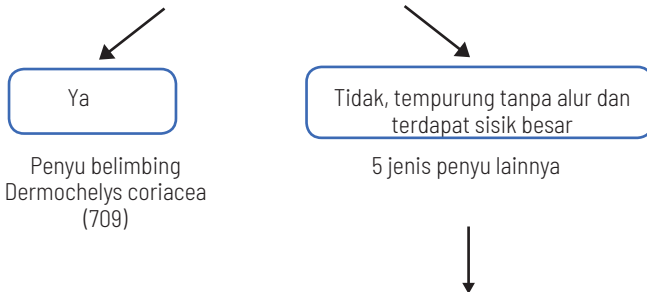 Ya
Tidak, tempurung tanpa alur dan
terdapat sisik besar
Penyu belimbing
Dermochelys coriacea
(709)
5 jenis penyu lainnya